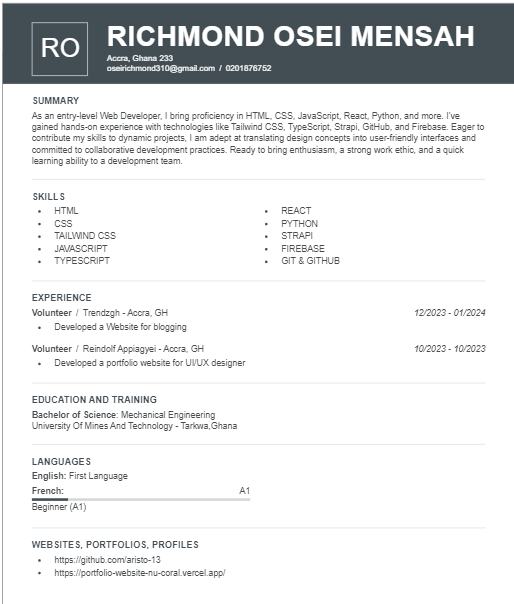 RO
RICHMOND OSEI MENSAH
Accra, Ghana 233
oseirichmond310@gmail.com / 0201876752
SUMMARY
As an entry-level Web Developer, I bring proficiency in HTML, CSS, JavaScript, React, Python, and more. I've
gained hands-on experience with technologies like Tailwind CSS, TypeScript, Strapi, GitHub, and Firebase. Eager to
contribute my skills to dynamic projects, I am adept at translating design concepts into user-friendly interfaces and
committed to collaborative development practices. Ready to bring enthusiasm, a strong work ethic, and a quick
learning ability to a development team.
SKILLS
• HTML
• CSS
• TAILWIND CSS
• JAVASCRIPT
• TYPESCRIPT
• REACT
• PYTHON
• STRAPI
• FIREBASE
• GIT & GITHUB
EXPERIENCE
Volunteer / Trendzgh - Accra, GH 12/2023 - 01/2024
• Developed a Website for blogging
Volunteer / Reindolf Appiagyei - Accra, GH 10/2023 - 10/2023
• Developed a portfolio website for UI/UX designer
EDUCATION AND TRAINING
Bachelor of Science: Mechanical Engineering
University Of Mines And Technology - Tarkwa,Ghana
LANGUAGES
English: First Language
French: A1
Beginner (A1)
WEBSITES, PORTFOLIOS, PROFILES
• https://github.com/aristo-13
• https://portfolio-website-nu-coral.vercel.app/